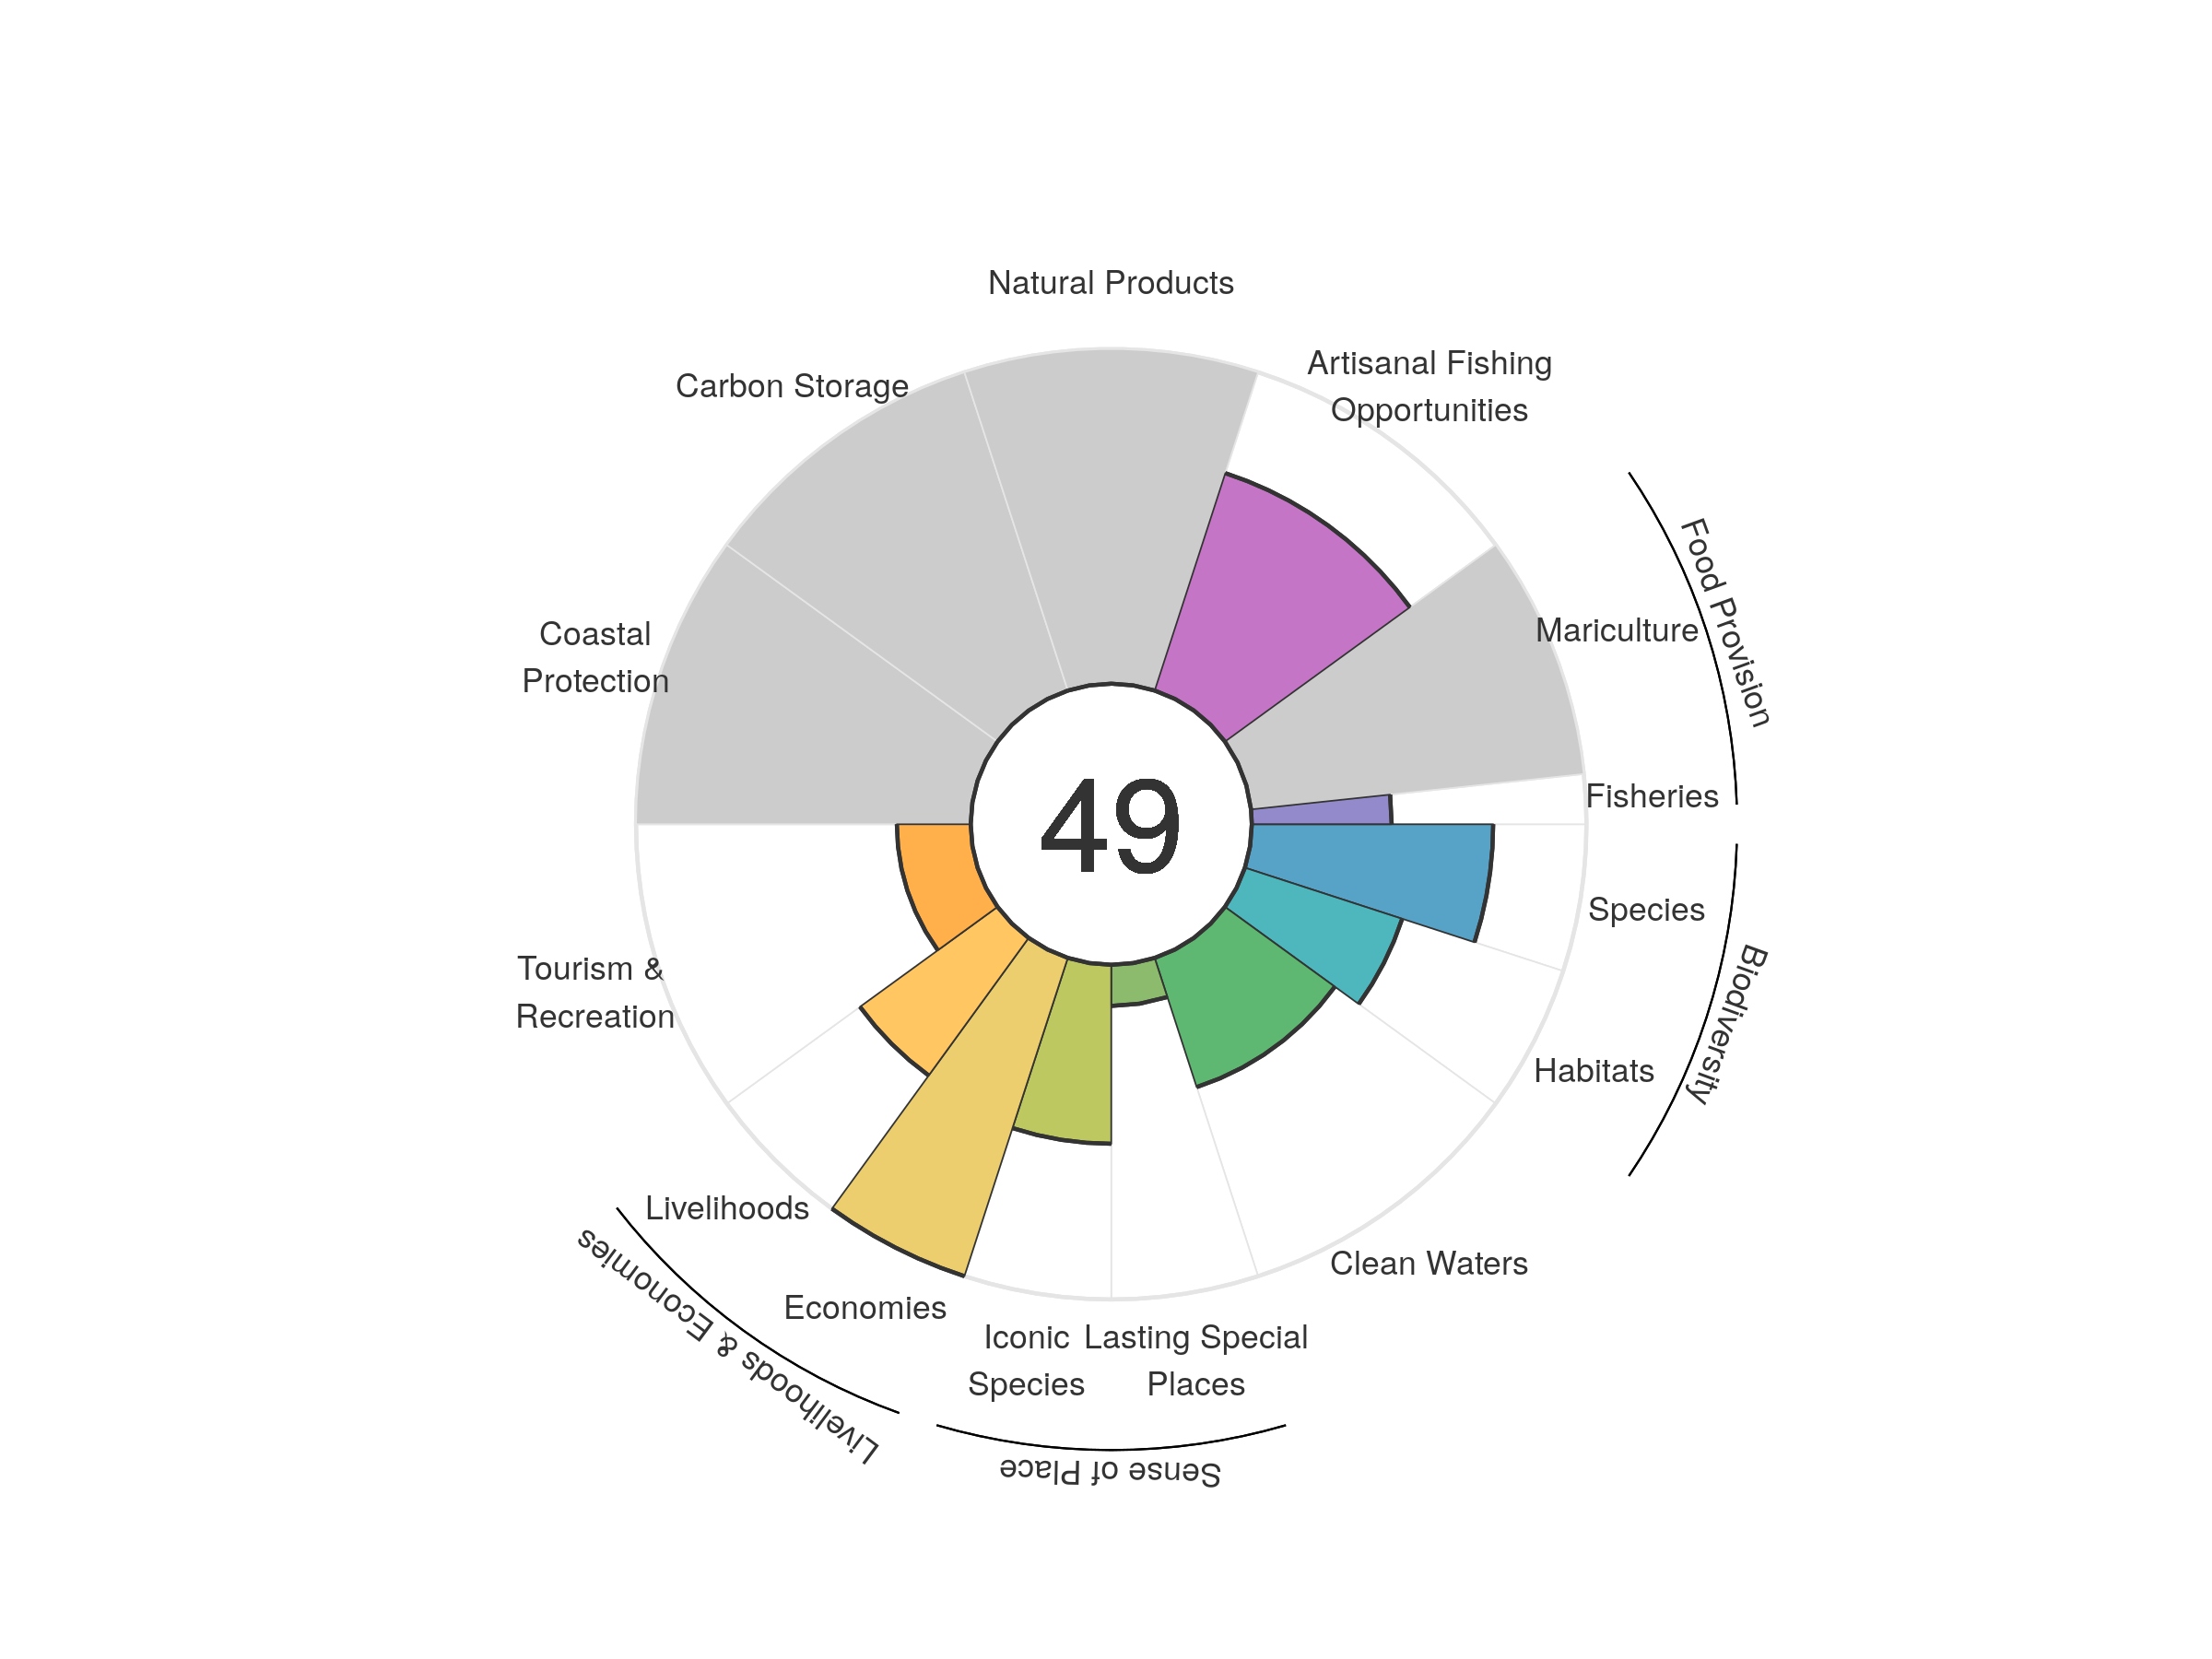 Natural Products
Artisanal Fishing
Opportunities
Carbon Storage
Food Provision
Mariculture
Coastal
Protection
49
Fisheries
Species
Biodiversity
Tourism &
Recreation
Habitats
Livelihoods
Clean Waters
Livelihoods & Economies
Economies
Iconic
Species
Lasting Special
Places
Sense of Place